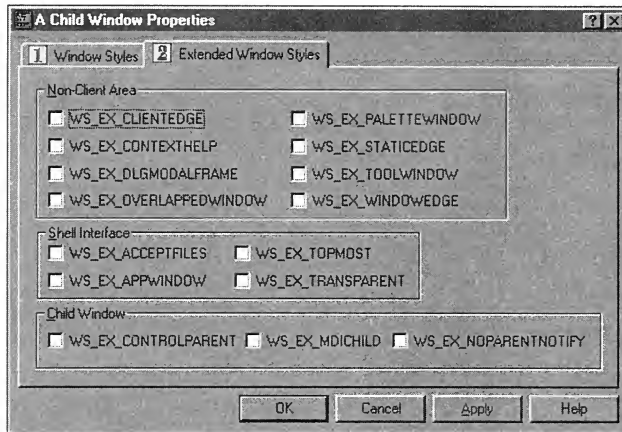 A Child Window Properties
1 Window Styles 2 Extended Window Styles
Non-Client Area
WS_EX_CLIENTEDGE WS_EX_PALETTEWINDOW
WS_EX_CONTEXTHELP WS_EX_STATICEDGE
WS_EX_DLGMODALFRAME WS_EX_TOOLWINDOW
WS_EX_OVERLAPPEDWINDOW WS_EX_WINDOWEDGE
Shell Interface
WS_EX_ACCEPTFILES WS_EX_TOPMOST
WS_EX_APPWINDOW WS_EX_TRANSPARENT
Child Window
WS_EX_CONTROLPARENT WS_EX_MDICHILD WS_EX_NOPARENTNOTIFY
OK Cancel Apply Help